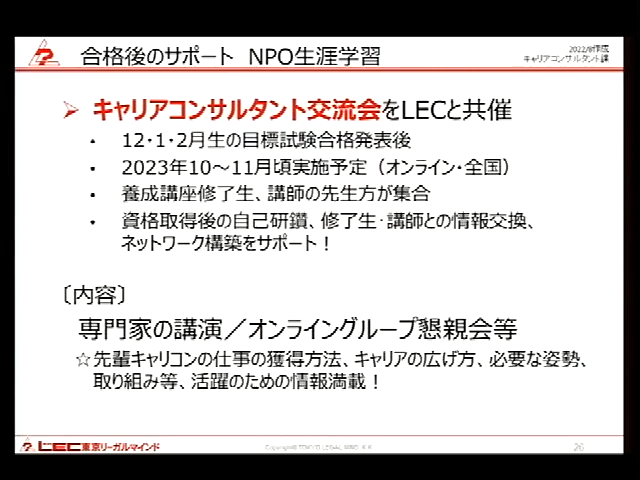 合格後のサポート NPO生涯学習
2022/8作成
キャリアコンサルタント課
➢ キャリアコンサルタント交流会をLECと共催
• 12・1・2月生の目標試験合格発表後
• 2023年10～11月頃実施予定（オンライン・全国）
• 養成講座修了生、講師の先生方が集合
• 資格取得後の自己研鑽、修了生・講師との情報交換、
ネットワーク構築をサポート！
〔内容〕
専門家の講演／オンライングループ懇親会等
☆先輩キャリコンの仕事の獲得方法、キャリアの広げ方、必要な姿勢、
取り組み等、活躍のための情報満載！
LEC東京リーガルマインド
26